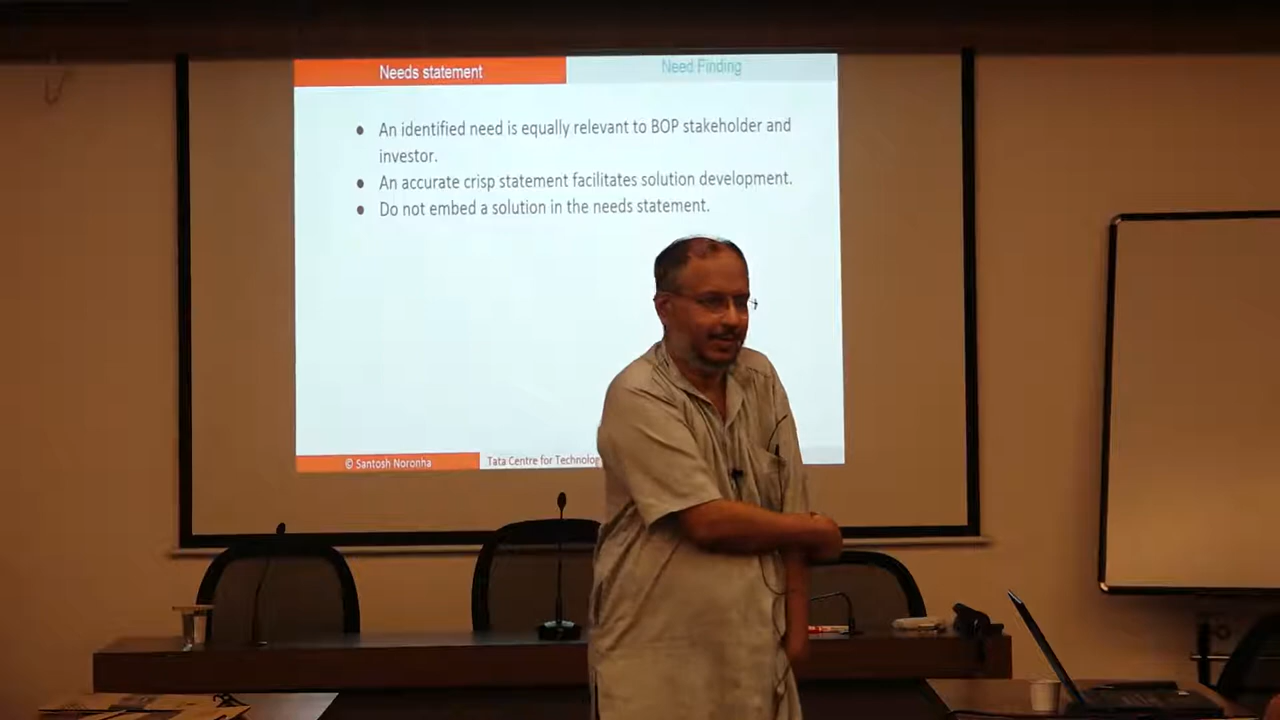 Needs statement
Need Finding
● An identified need is equally relevant to BOP stakeholder and
investor.
● An accurate crisp statement facilitates solution development.
● Do not embed a solution in the needs statement.
© Santosh Noronha
Tata Centre for Technolog